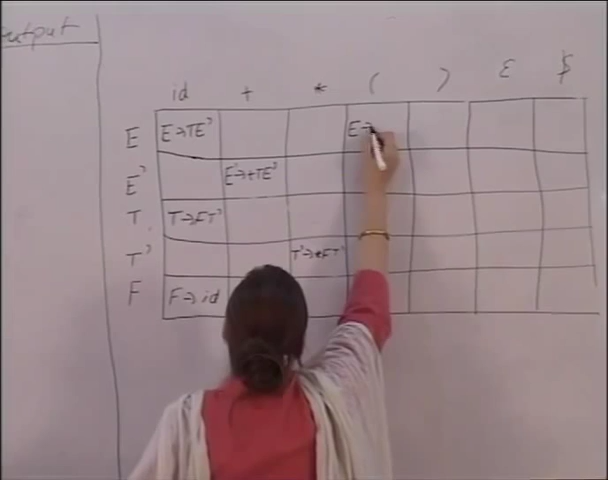 output
id + * ( ) ε $
E E→TE' E→
E' E'→+TE'
T T→FT'
T' T'→*FT'
F F→id